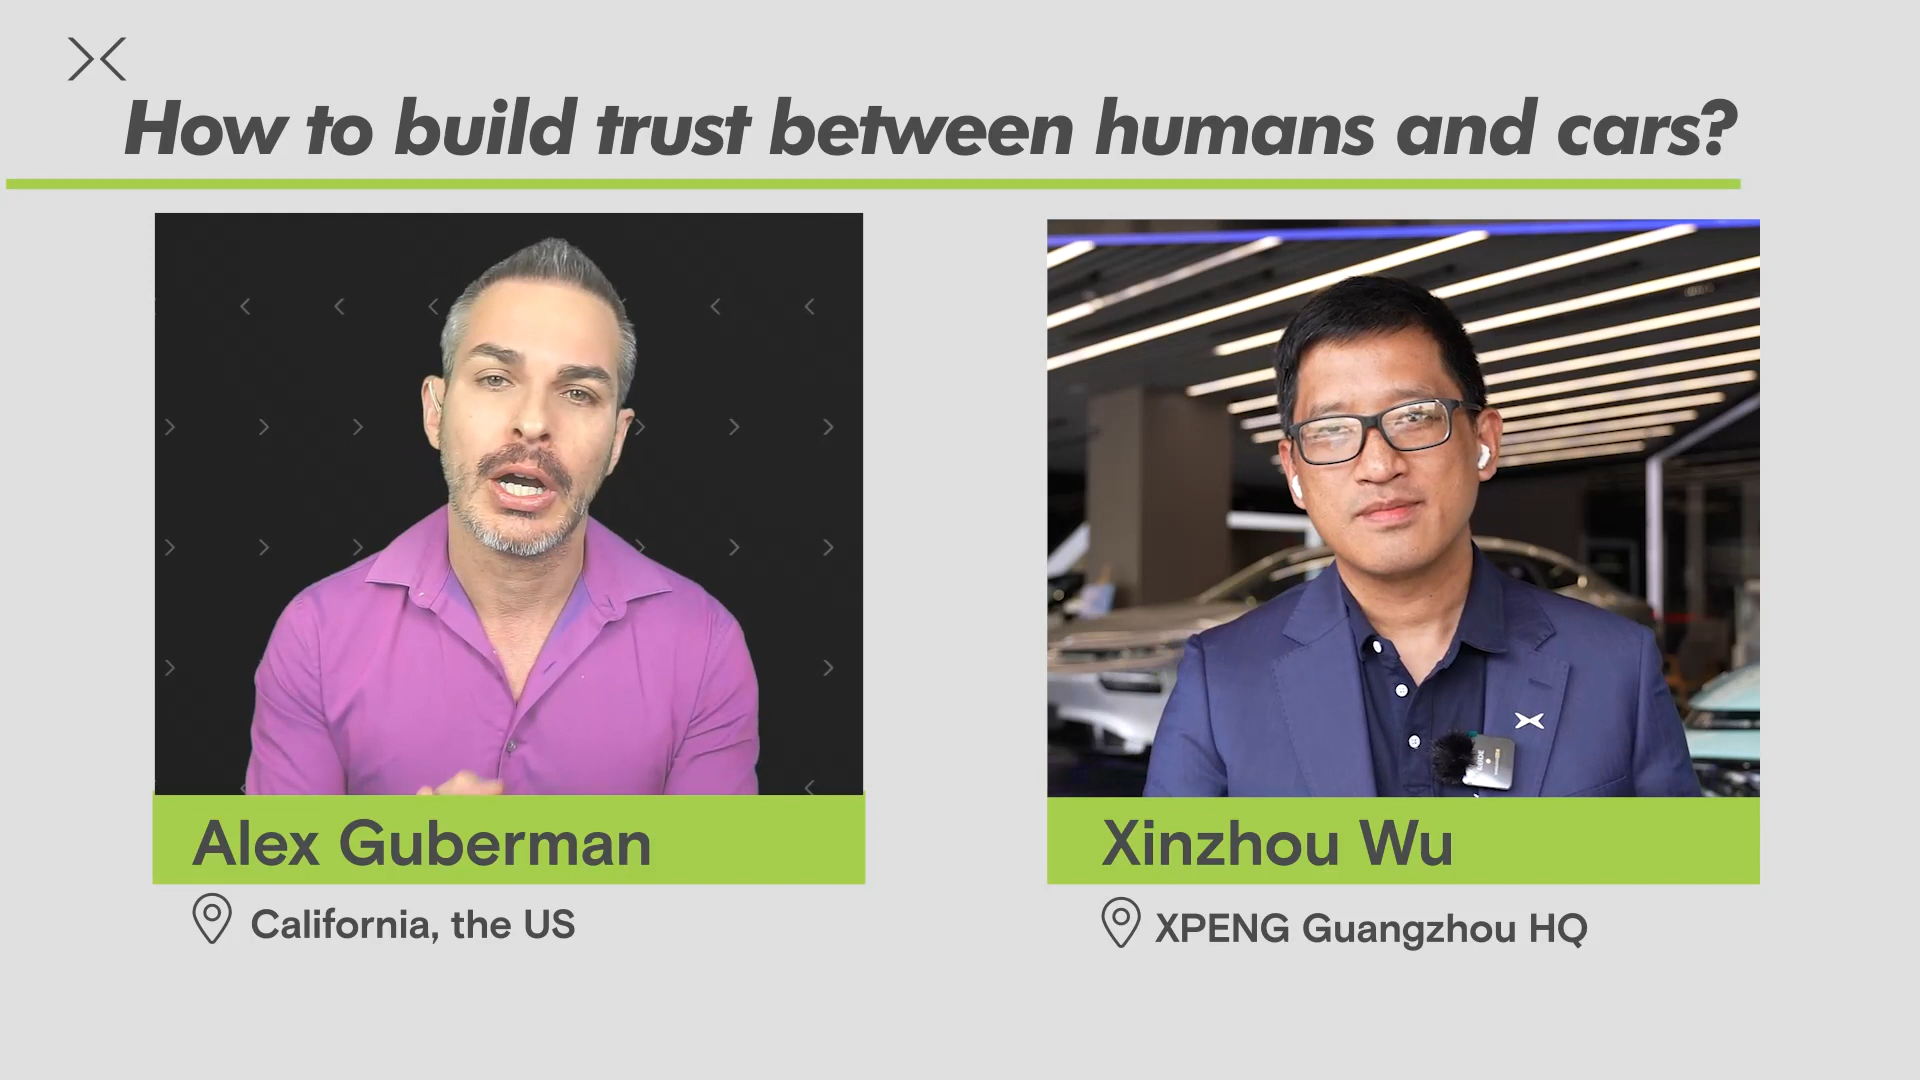 How to build trust between humans and cars?
Alex Guberman
Xinzhou Wu
California, the US
XPENG Guangzhou HQ